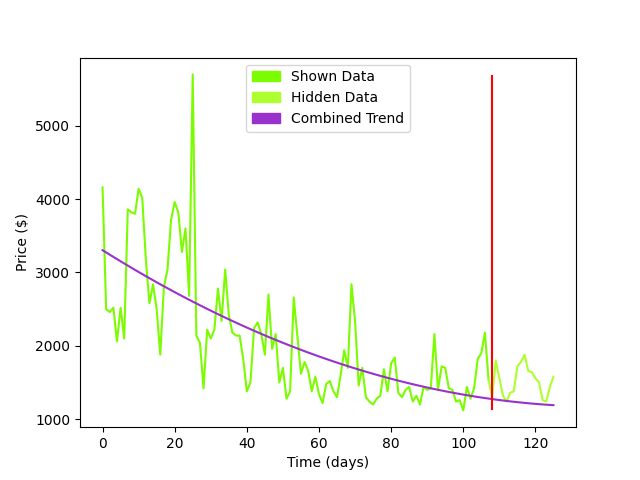 Shown Data
Hidden Data
Combined Trend
Price ($)
5000
4000
3000
2000
1000
0 20 40 60 80 100 120
Time (days)